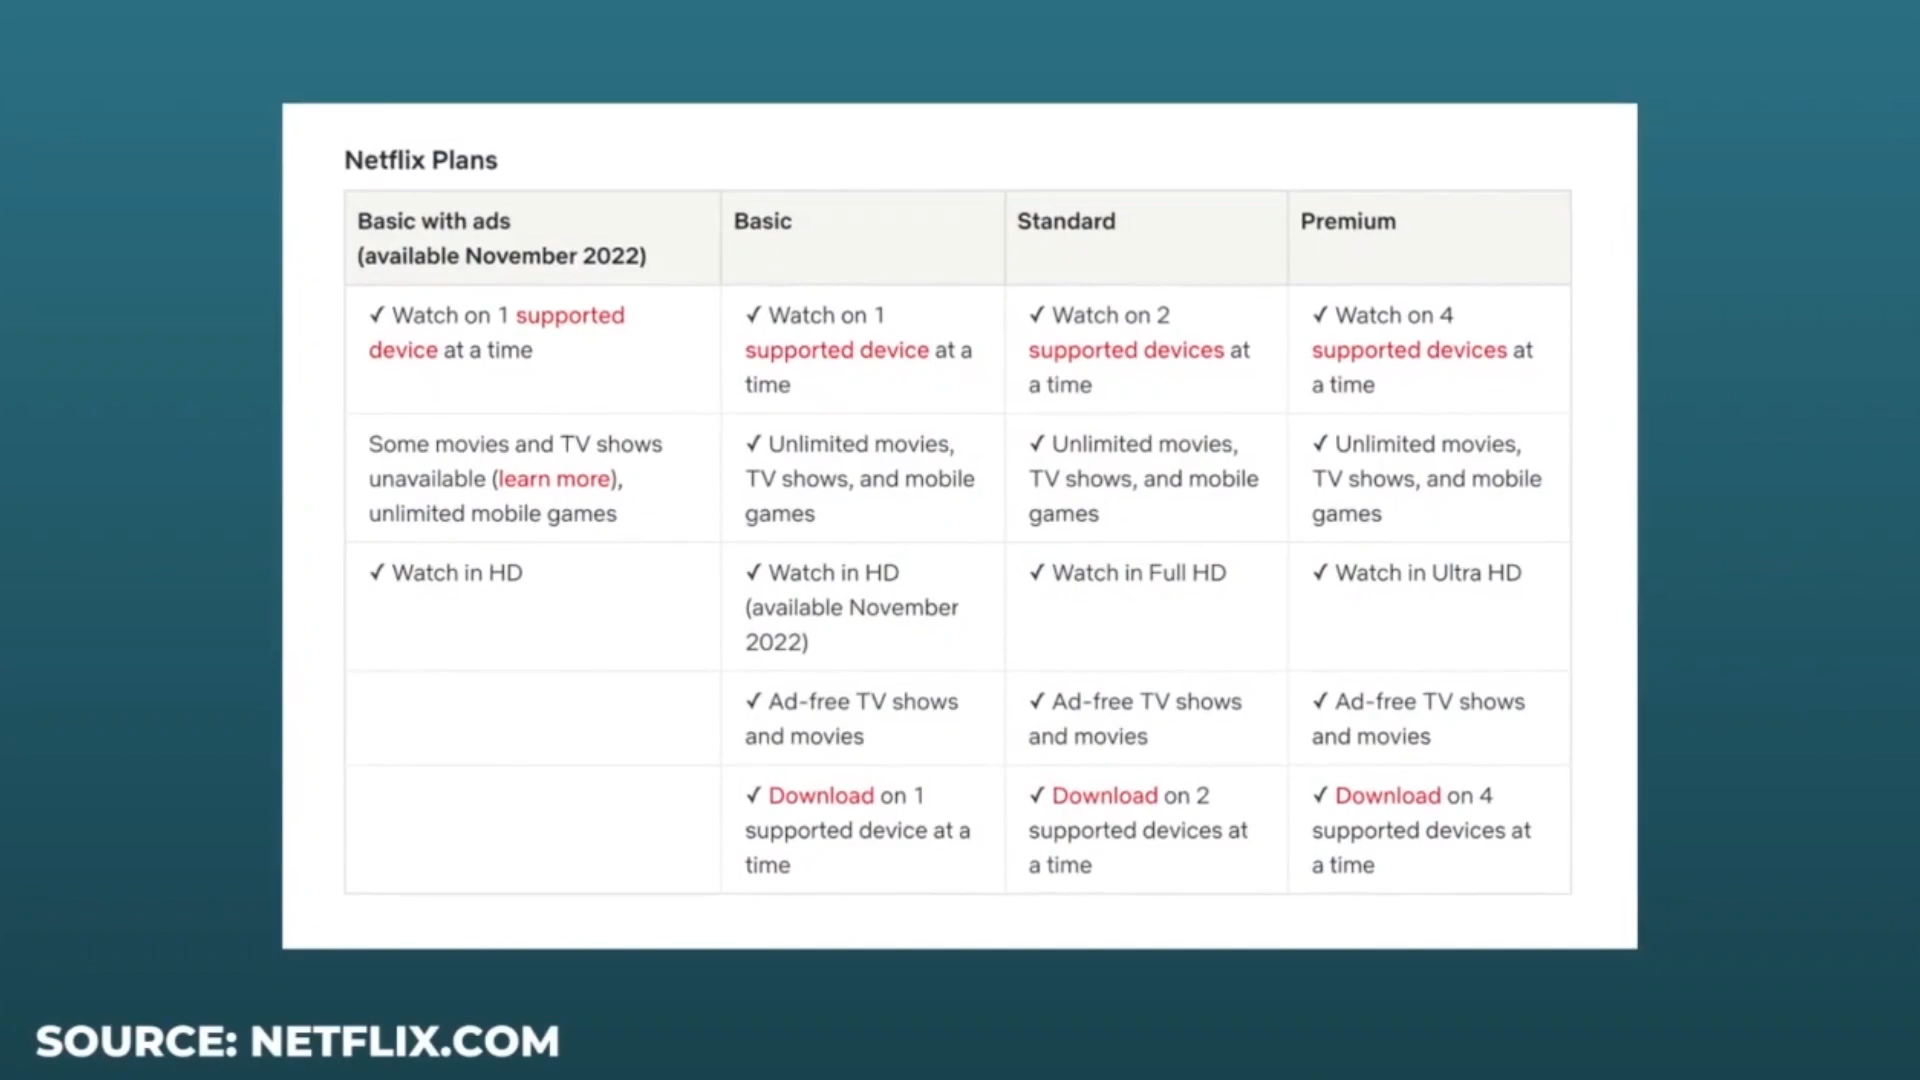 Netflix Plans
Basic with ads
(available November 2022)
Basic
Standard
Premium
✓ Watch on 1 supported
device at a time
✓ Watch on 1
supported device at a
time
✓ Watch on 2
supported devices at
a time
✓ Watch on 4
supported devices at
a time
Some movies and TV shows
unavailable (learn more),
unlimited mobile games
✓ Unlimited movies,
TV shows, and mobile
games
✓ Unlimited movies,
TV shows, and mobile
games
✓ Unlimited movies,
TV shows, and mobile
games
✓ Watch in HD
✓ Watch in HD
(available November
2022)
✓ Watch in Full HD
✓ Watch in Ultra HD
✓ Ad-free TV shows
and movies
✓ Ad-free TV shows
and movies
✓ Ad-free TV shows
and movies
✓ Download on 1
supported device at a
time
✓ Download on 2
supported devices at
a time
✓ Download on 4
supported devices at
a time
SOURCE: NETFLIX.COM